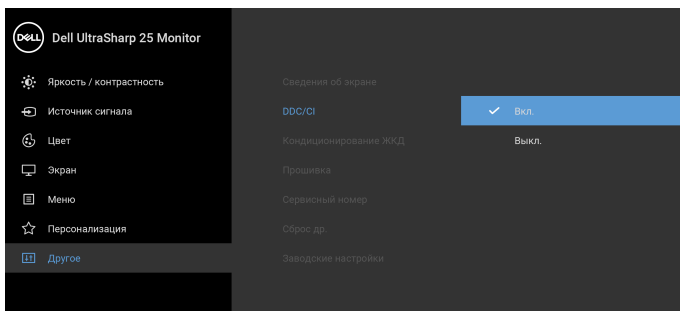 DELL Dell UltraSharp 25 Monitor
Яркость / контрастность
Источник сигнала
Цвет
Экран
Меню
Персонализация
Другое
Сведения об экране
DDC/CI
Кондиционирование ЖКД
Прошивка
Сервисный номер
Сброс др.
Заводские настройки
Вкл.
Выкл.